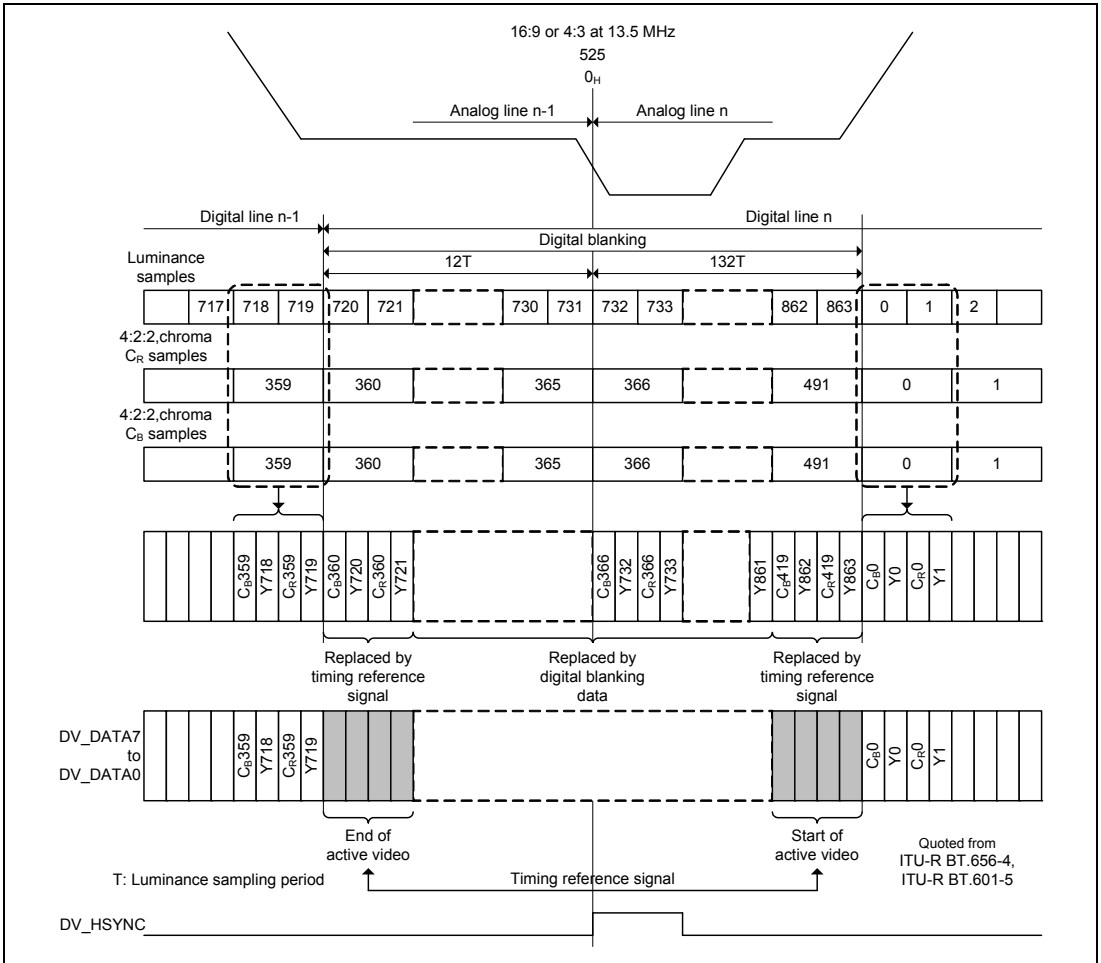 16:9 or 4:3 at 13.5 MHz
525
0H
Analog line n-1
Analog line n
Digital line n-1
Digital line n
Digital blanking
12T
132T
Luminance
samples
717 718 719 720 721 730 731 732 733 862 863 0 1 2
4:2:2,chroma
CR samples
359 360 365 366 491 0 1
4:2:2,chroma
CB samples
359 360 365 366 491 0 1
CB359 Y718 CR359 Y719 CB360 Y720 CR360 Y721 CB366 Y732 CR366 Y733 Y861 CB419 Y862 CR419 Y863 CB0 Y0 CR0 Y1
Replaced by
timing reference
signal
Replaced by
digital blanking
data
Replaced by
timing reference
signal
DV_DATA7
to
DV_DATA0
CB359 Y718 CR359 Y719 CB0 Y0 CR0 Y1
End of
active video
Start of
active video
Quoted from
ITU-R BT.656-4,
ITU-R BT.601-5
T: Luminance sampling period
Timing reference signal
DV_HSYNC